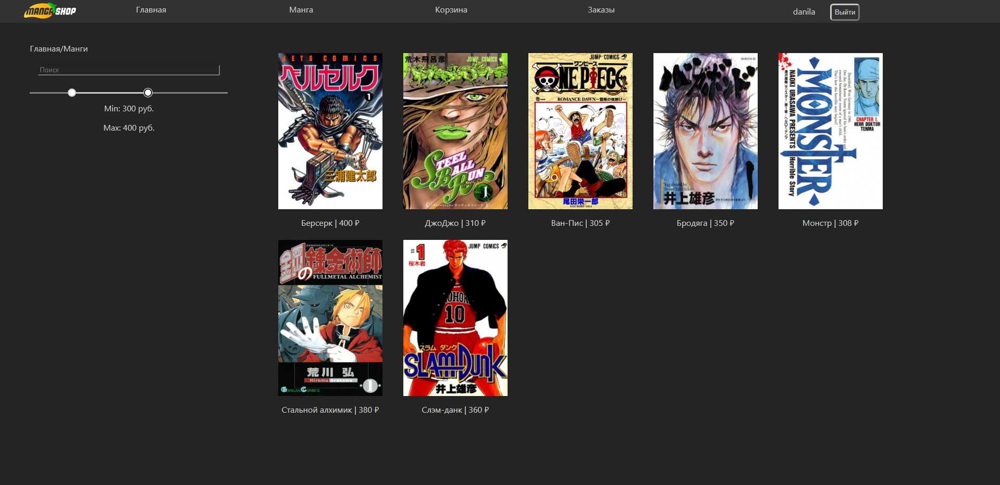 MANGA SHOP
Главная
Манга
Корзина
Заказы
danila
Выйти
Главная/Манги
Поиск
Min: 300 руб.
Max: 400 руб.
JETS COMICS
ベルセルク
1
三浦建太郎
Берсерк | 400 ₽
荒木飛呂彦
JUMP COMICS
STEEL
BALL
RUN
1
ДжоДжо | 310 ₽
JUMP COMICS
ワンピース
ONE PIECE
巻一
ROMANCE DAWN—冒険の夜明け—
尾田栄一郎
EIICHIRO ODA
Ван-Пис | 305 ₽
MORNING KC
Vagabond by
Inoue Takehiko
井上雄彦
Бродяга | 350 ₽
MONSTER
NAOKI URASAWA PRESENTS
Horrible Story
CHAPTER 1.
HERR DOKTOR
TENMA
Монстр | 308 ₽
鋼の錬金術師
FULLMETAL ALCHEMIST
荒川 弘
Hiromu Arakawa
GANGAN COMICS
1
Стальной алхимик | 380 ₽
JUMP COMICS
#1
桜木君
10
スラム ダンク
SLAM DUNK
井上雄彦
Слэм-данк | 360 ₽